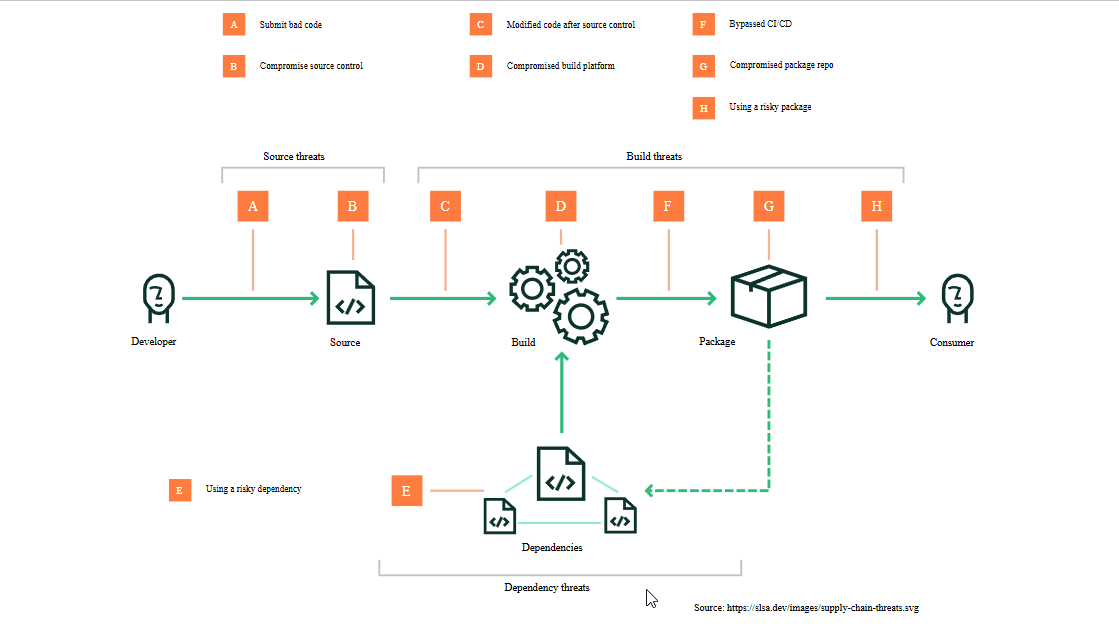 A Submit bad code
C Modified code after source control
F Bypassed CI/CD
B Compromise source control
D Compromised build platform
G Compromised package repo
H Using a risky package
Source threats
Build threats
A
B
C
D
F
G
H
</>
Developer
Source
Build
Package
Consumer
E Using a risky dependency
E
</>
</>
</>
Dependencies
Dependency threats
Source: https://slsa.dev/images/supply-chain-threats.svg